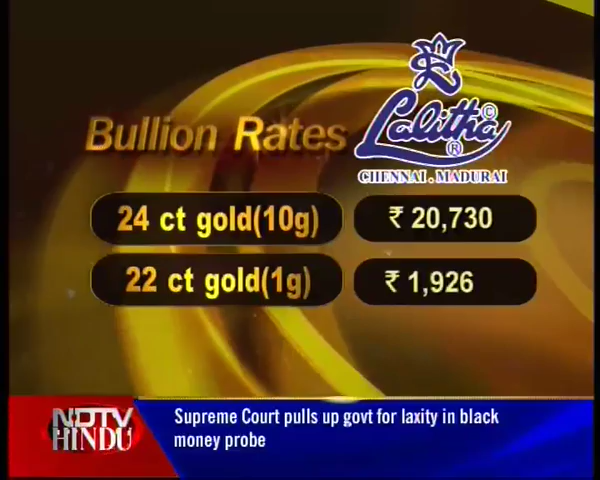 Bullion Rates
Lalitha © ®
CHENNAI . MADURAI
24 ct gold(10g) ₹ 20,730
22 ct gold(1g) ₹ 1,926
NDTV HINDU
Supreme Court pulls up govt for laxity in black
money probe